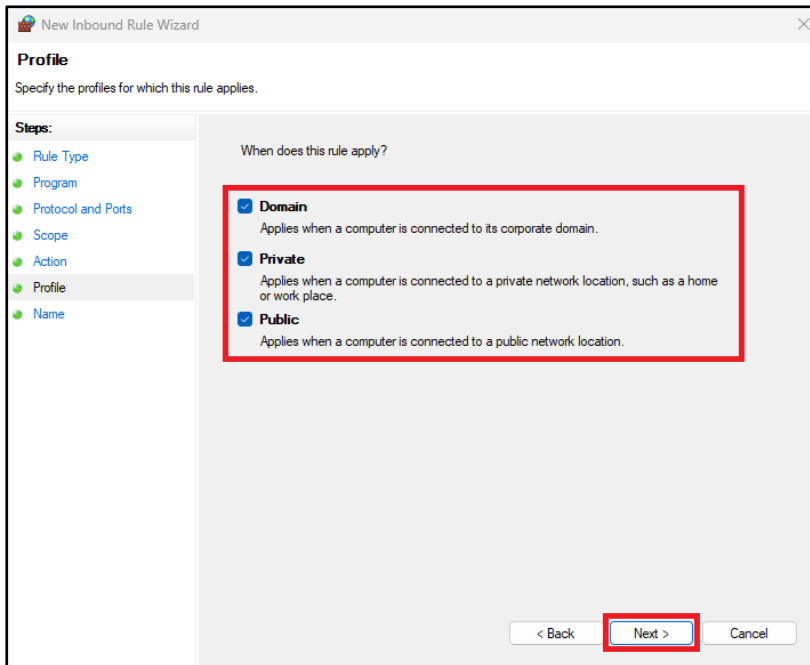 New Inbound Rule Wizard
Profile
Specify the profiles for which this rule applies.
Steps:
Rule Type
Program
Protocol and Ports
Scope
Action
Profile
Name
When does this rule apply?
Domain
Applies when a computer is connected to its corporate domain.
Private
Applies when a computer is connected to a private network location, such as a home
or work place.
Public
Applies when a computer is connected to a public network location.
< Back
Next >
Cancel